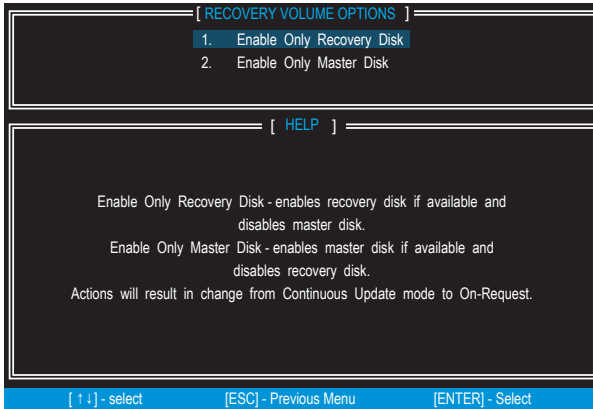 [ RECOVERY VOLUME OPTIONS ]
1. Enable Only Recovery Disk
2. Enable Only Master Disk
[ HELP ]
Enable Only Recovery Disk - enables recovery disk if available and
disables master disk.
Enable Only Master Disk - enables master disk if available and
disables recovery disk.
Actions will result in change from Continuous Update mode to On-Request.
[ ↑↓] - select [ESC] - Previous Menu [ENTER] - Select